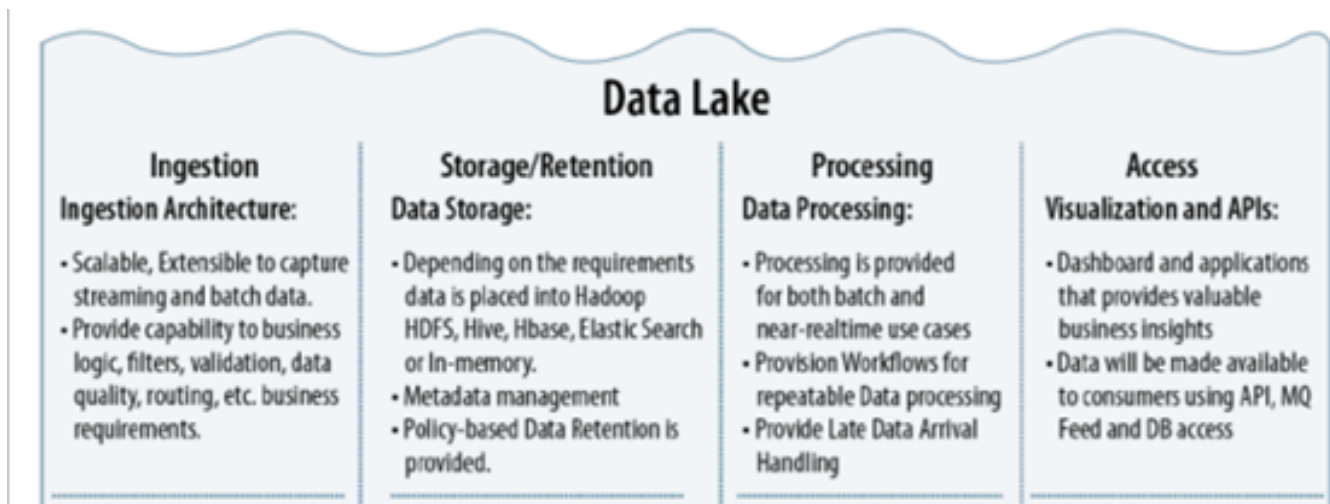 Data Lake
Ingestion
Ingestion Architecture:
• Scalable, Extensible to capture
streaming and batch data.
• Provide capability to business
logic, filters, validation, data
quality, routing, etc. business
requirements.
Storage/Retention
Data Storage:
• Depending on the requirements
data is placed into Hadoop
HDFS, Hive, Hbase, Elastic Search
or In-memory.
• Metadata management
• Policy-based Data Retention is
provided.
Processing
Data Processing:
• Processing is provided
for both batch and
near-realtime use cases
• Provision Workflows for
repeatable Data processing
• Provide Late Data Arrival
Handling
Access
Visualization and APIs:
• Dashboard and applications
that provides valuable
business insights
• Data will be made available
to consumers using API, MQ
Feed and DB access